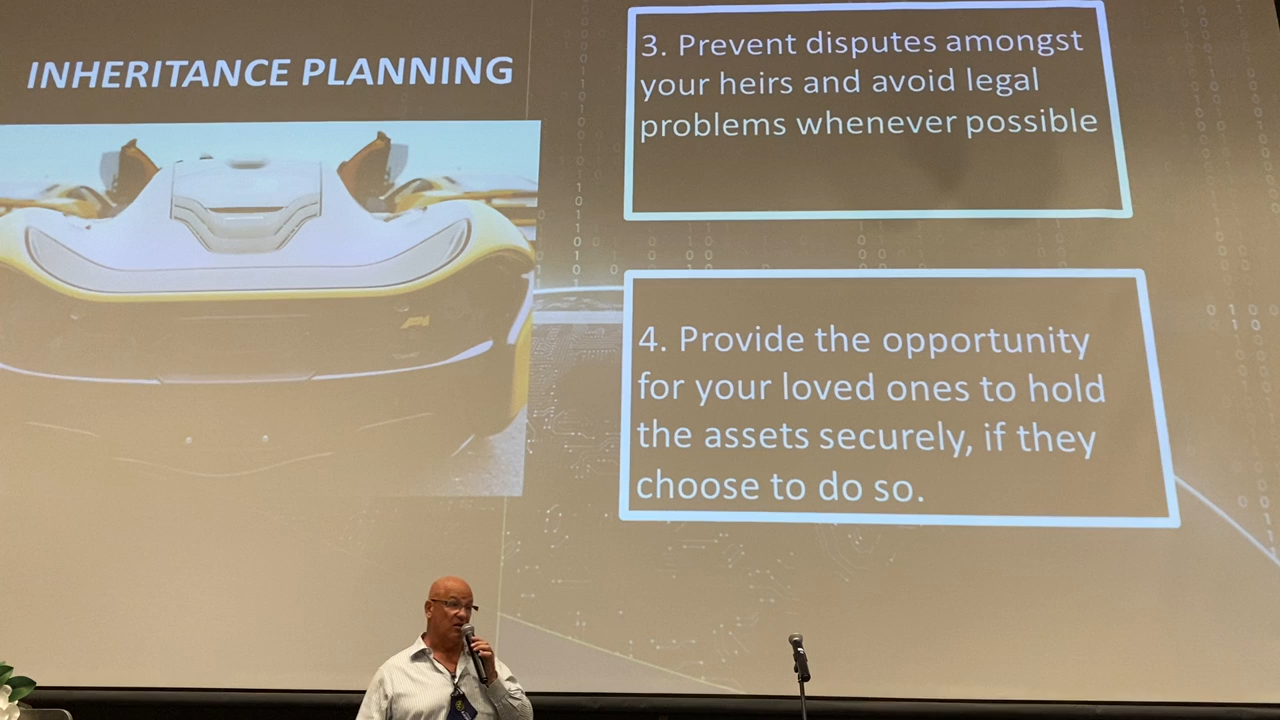 INHERITANCE PLANNING
3. Prevent disputes amongst
your heirs and avoid legal
problems whenever possible
4. Provide the opportunity
for your loved ones to hold
the assets securely, if they
choose to do so.